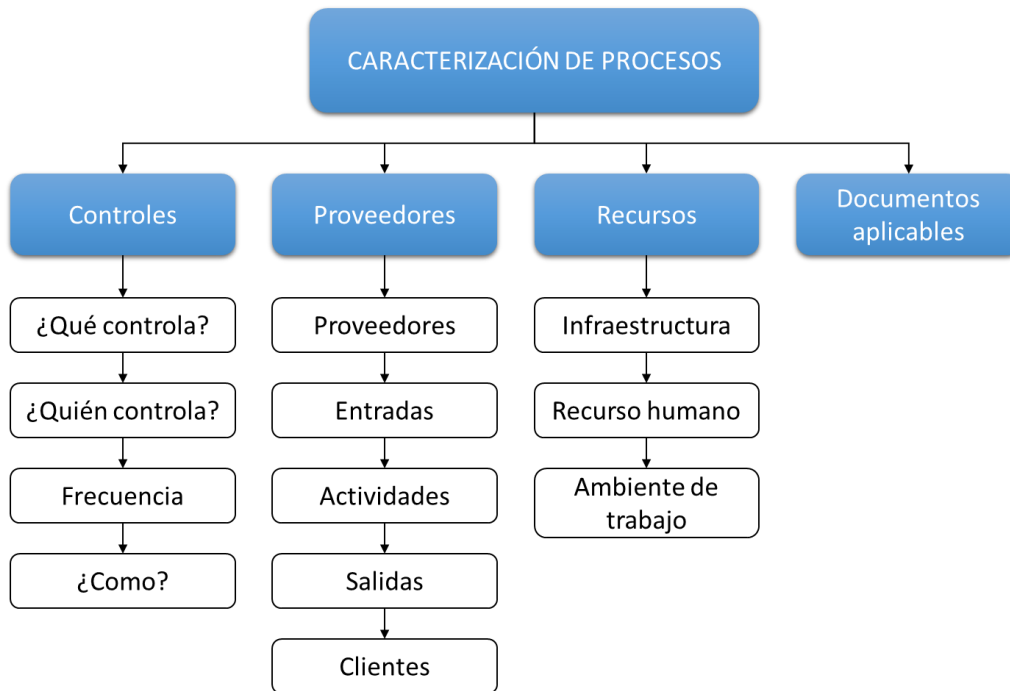 CARACTERIZACIÓN DE PROCESOS
Controles
Proveedores
Recursos
Documentos
aplicables
¿Qué controla?
Proveedores
Infraestructura
¿Quién controla?
Entradas
Recurso humano
Frecuencia
Actividades
Ambiente de
trabajo
¿Como?
Salidas
Clientes